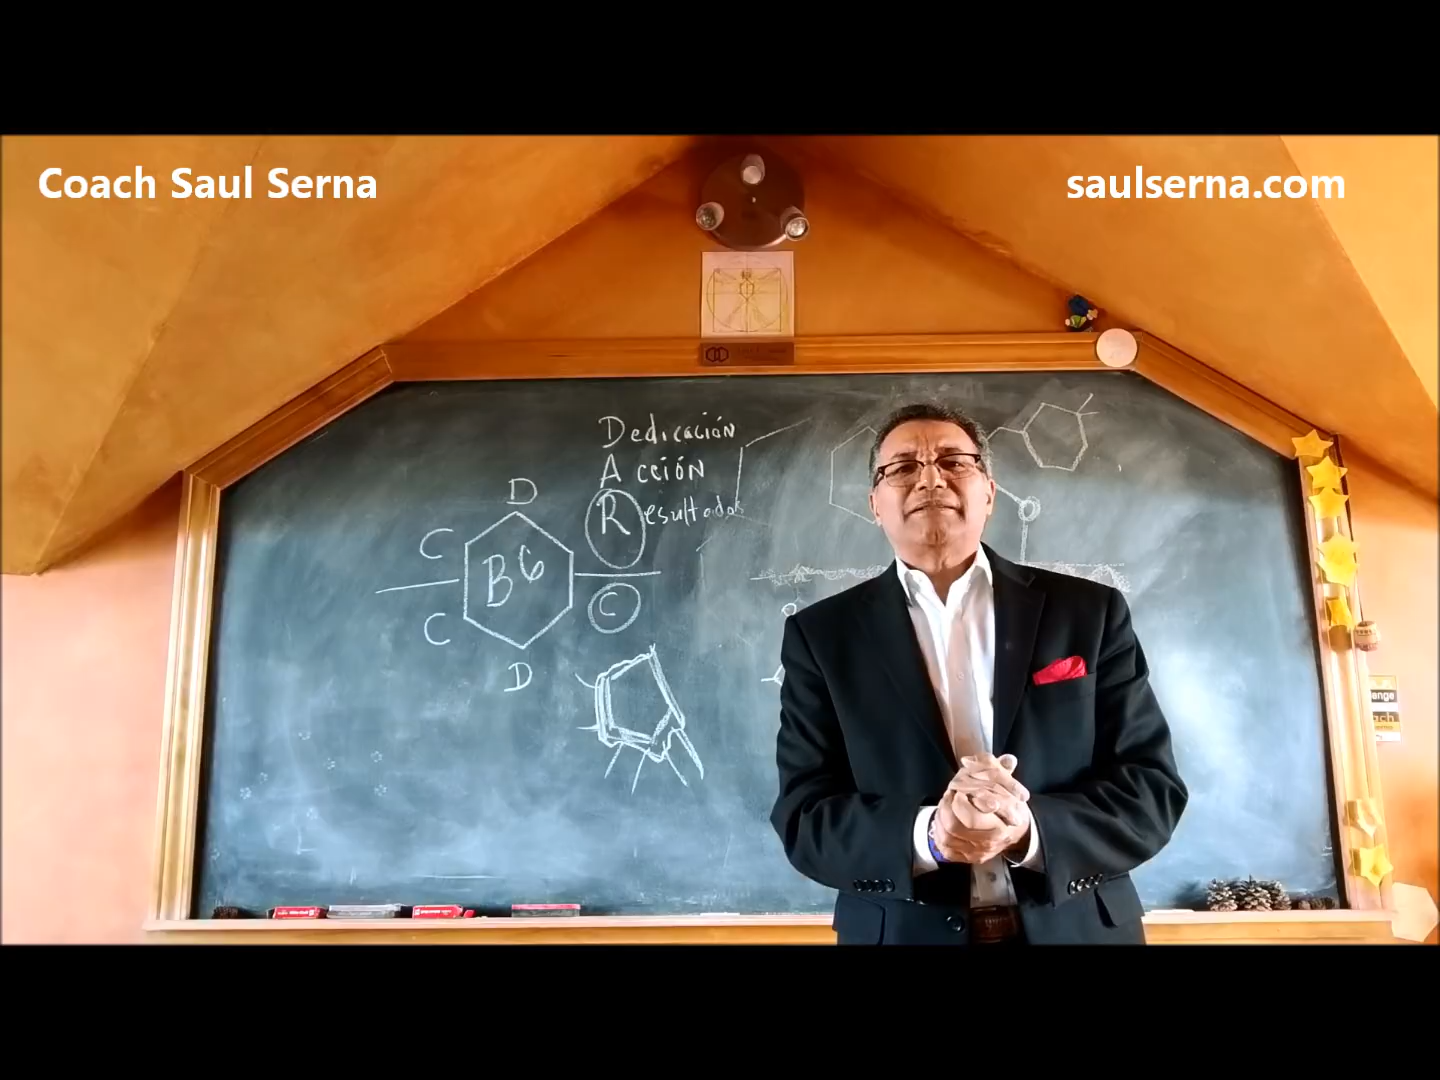 Coach Saul Serna
saulserna.com
Dedicación
Acción
Resultados
D
C
B6
C
C
D